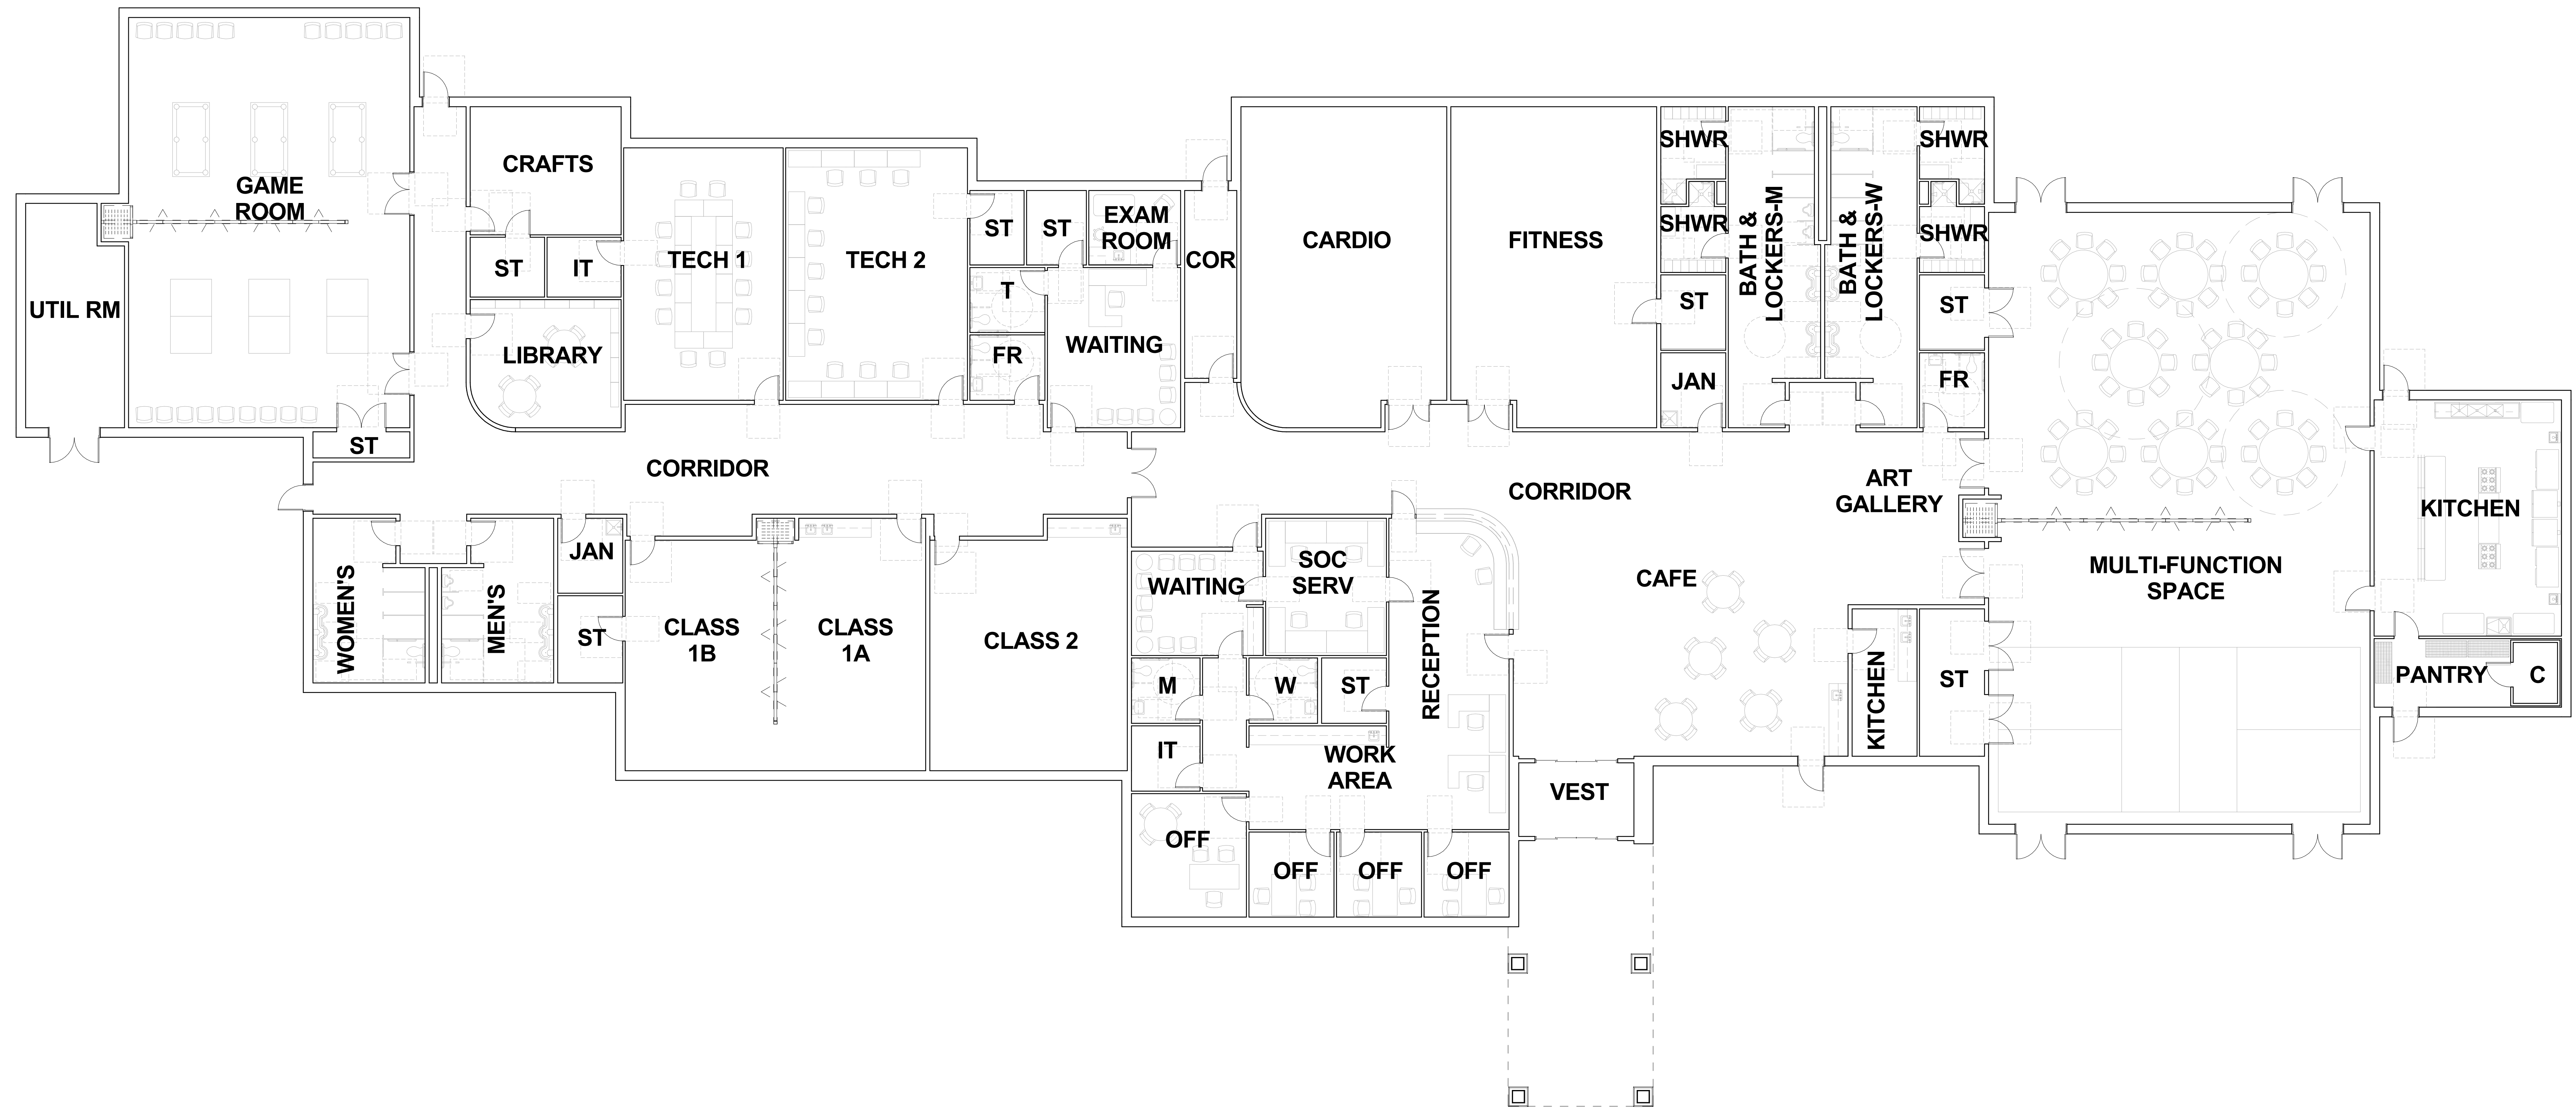 GAME
ROOM
UTIL RM
ST
CRAFTS
ST
IT
LIBRARY
TECH 1
TECH 2
ST
ST
EXAM
ROOM
T
FR
WAITING
COR
CARDIO
FITNESS
SHWR
SHWR
ST
JAN
BATH &
LOCKERS-M
BATH &
LOCKERS-W
SHWR
SHWR
ST
FR
CORRIDOR
CORRIDOR
ART
GALLERY
KITCHEN
MULTI-FUNCTION
SPACE
WOMEN'S
MEN'S
JAN
ST
CLASS
1B
CLASS
1A
CLASS 2
WAITING
SOC
SERV
RECEPTION
CAFE
M
W
ST
IT
WORK
AREA
OFF
OFF
OFF
OFF
VEST
KITCHEN
ST
PANTRY
C